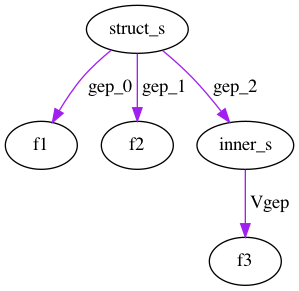 struct_s
gep_0
gep_1
gep_2
f1
f2
inner_s
Vgep
f3